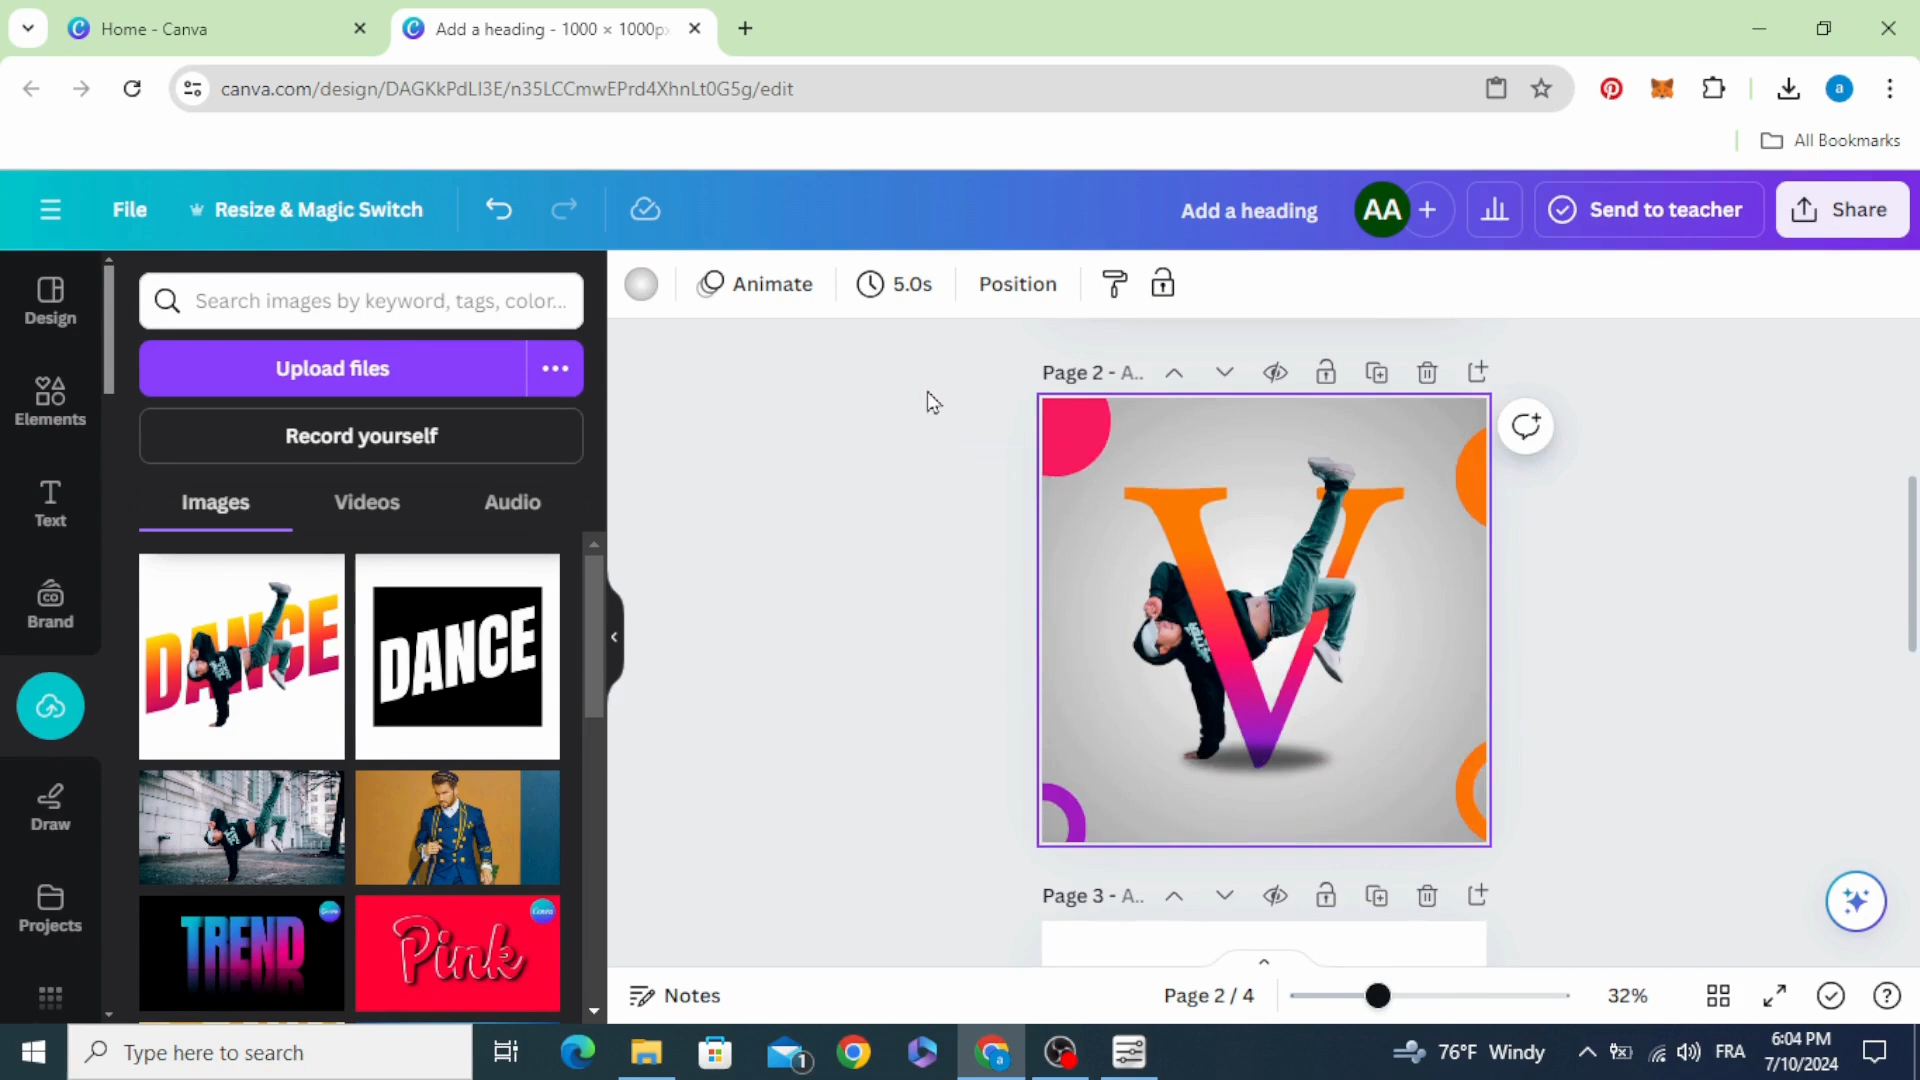 Home - Canva
Add a heading - 1000 × 1000p
canva.com/design/DAGKkPdLI3E/n35LCCmwEPrd4XhnLt0G5g/edit
a
All Bookmarks
File
Resize & Magic Switch
Add a heading
AA
Send to teacher
Share
Design
Elements
Text
Brand
Draw
Projects
Search images by keyword, tags, color...
Upload files
Record yourself
Images
Videos
Audio
DANCE
DANCE
TREND
Canva
Pink
Canva
Animate
5.0s
Position
Page 2 - A..
V
Page 3 - A..
Notes
Page 2 / 4
32%
Type here to search
1
a
76°F Windy
FRA
6:04 PM
7/10/2024